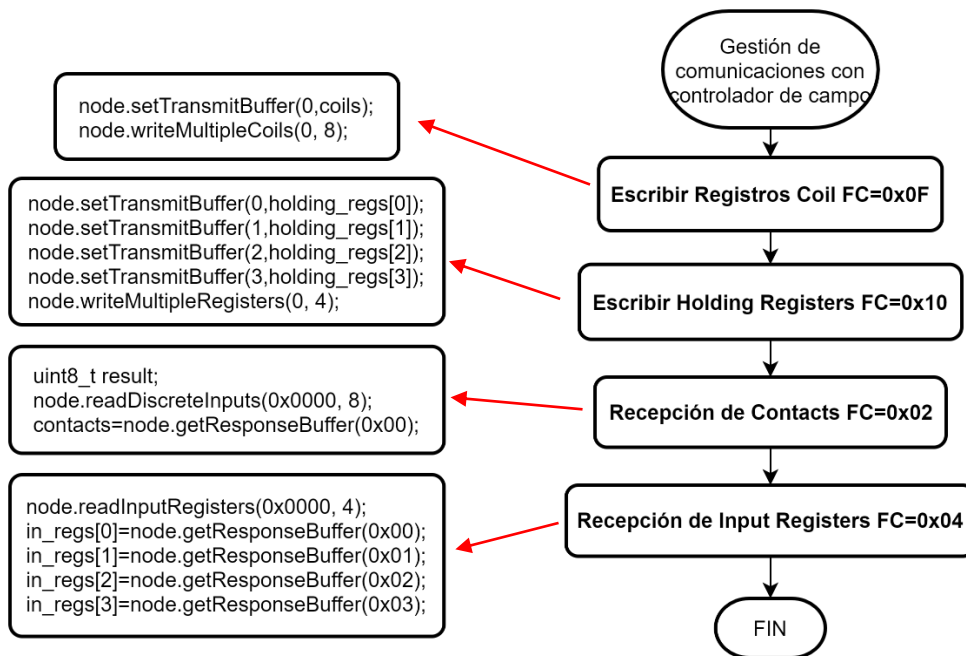 Gestión de
comunicaciones con
controlador de campo
node.setTransmitBuffer(0,coils);
node.writeMultipleCoils(0, 8);
Escribir Registros Coil FC=0x0F
node.setTransmitBuffer(0,holding_regs[0]);
node.setTransmitBuffer(1,holding_regs[1]);
node.setTransmitBuffer(2,holding_regs[2]);
node.setTransmitBuffer(3,holding_regs[3]);
node.writeMultipleRegisters(0, 4);
Escribir Holding Registers FC=0x10
uint8_t result;
node.readDiscreteInputs(0x0000, 8);
contacts=node.getResponseBuffer(0x00);
Recepción de Contacts FC=0x02
node.readInputRegisters(0x0000, 4);
in_regs[0]=node.getResponseBuffer(0x00);
in_regs[1]=node.getResponseBuffer(0x01);
in_regs[2]=node.getResponseBuffer(0x02);
in_regs[3]=node.getResponseBuffer(0x03);
Recepción de Input Registers FC=0x04
FIN